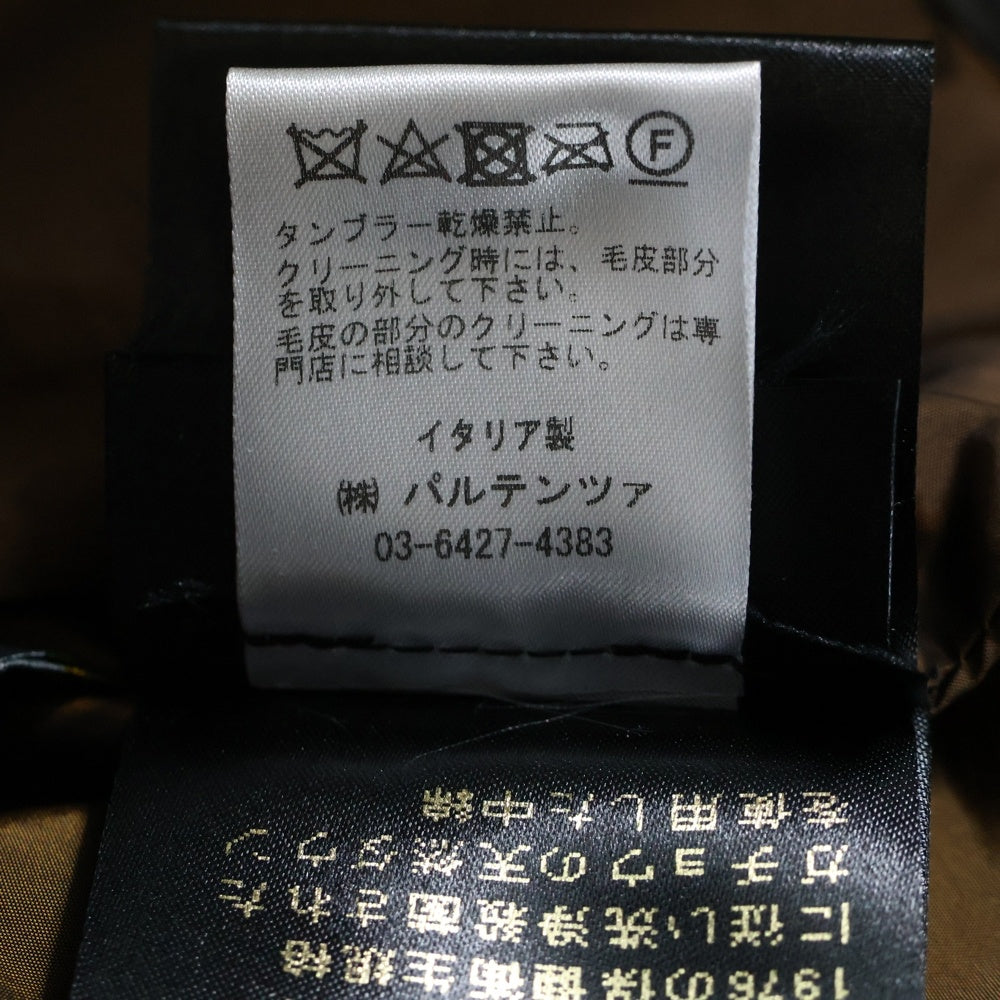 F
タンブラー乾燥禁止。
クリーニング時には、毛皮部分
を取り外して下さい。
毛皮の部分のクリーニングは専
門店に相談して下さい。
イタリア製
㈱ パルテンツァ
03-6427-4383
1976の保健衛生規格
に従い洗浄殺菌された
ガチョウの天然ダウン
を使用した中綿